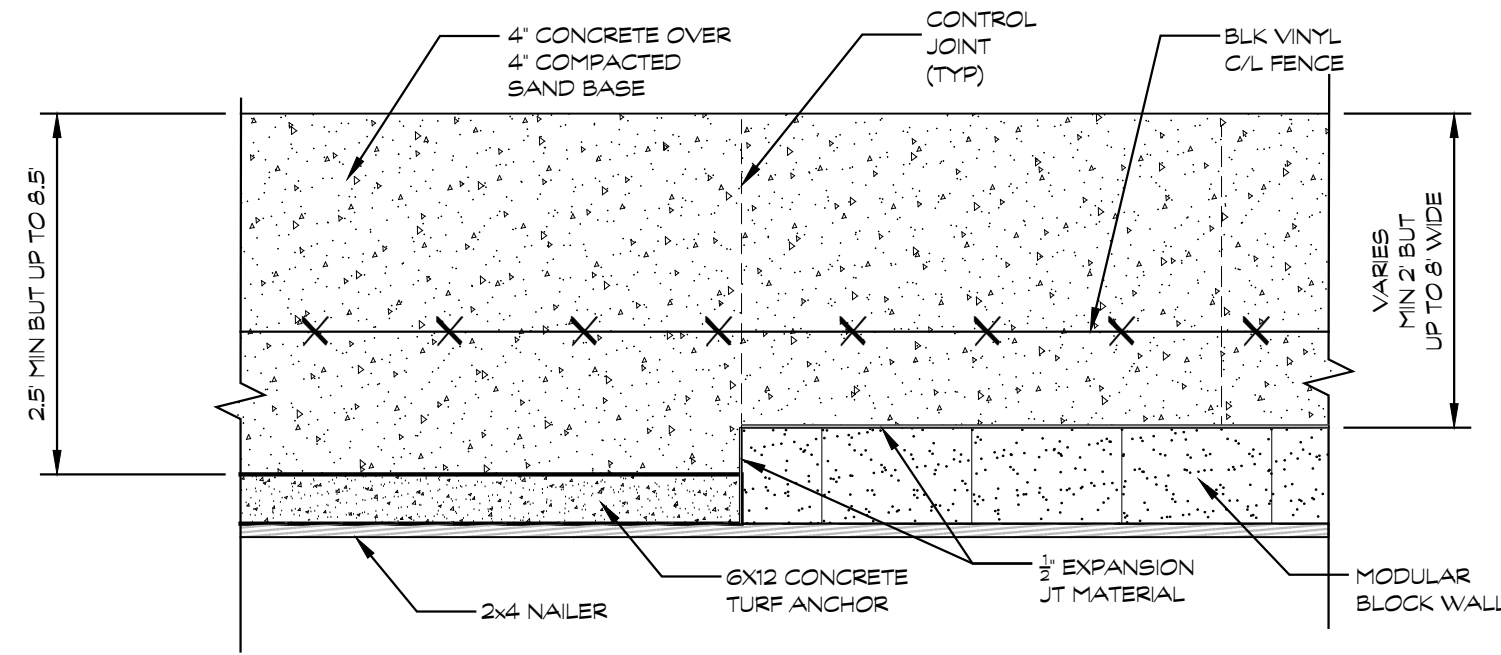 4" CONCRETE OVER
4" COMPACTED
SAND BASE
CONTROL
JOINT
(TYP)
BLK VINYL
C/L FENCE
2.5' MIN BUT UP TO 8.5'
VARIES
MIN 2' BUT
UP TO 8' WIDE
2x4 NAILER
6X12 CONCRETE
TURF ANCHOR
1/2" EXPANSION
JT MATERIAL
MODULAR
BLOCK WALL